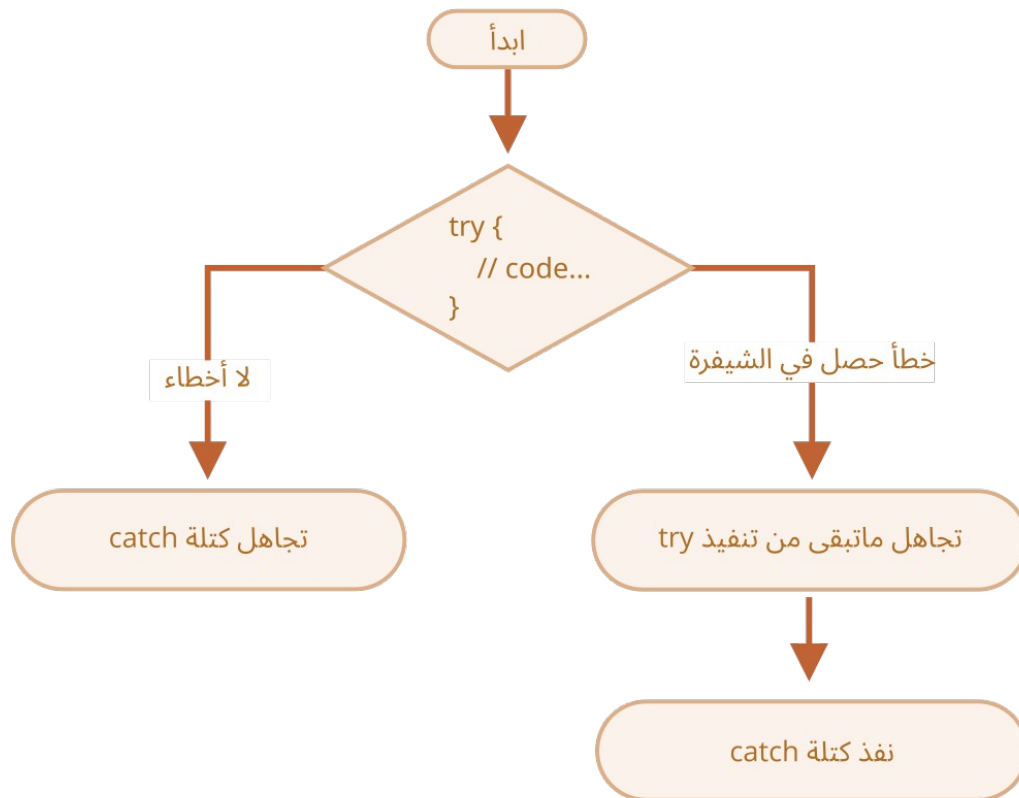 ابدأ
try {
// code...
}
خطأ حصل في الشيفرة
لا أخطاء
تجاهل ماتبقى من تنفيذ try
تجاهل كتلة catch
نفذ كتلة catch